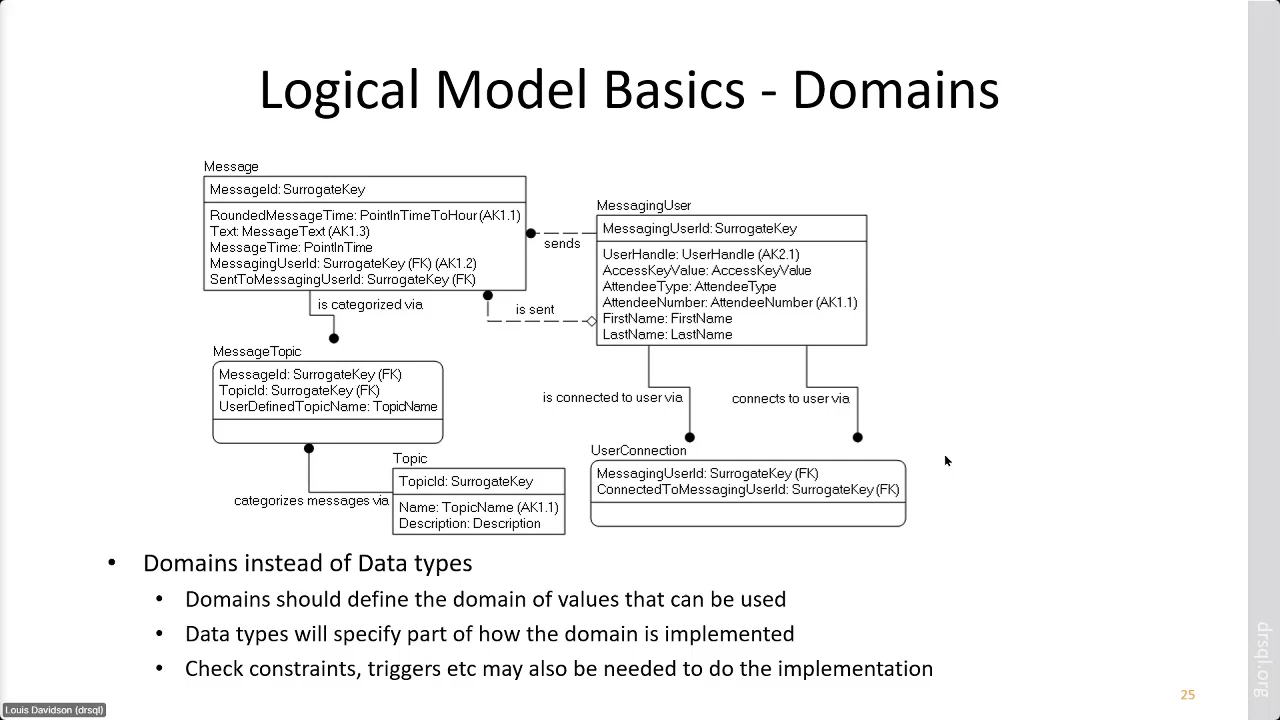 Logical Model Basics - Domains
Message
MessageId: SurrogateKey
RoundedMessageTime: PointInTimeToHour (AK1.1)
Text: MessageText (AK1.3)
MessageTime: PointInTime
MessagingUserId: SurrogateKey (FK) (AK1.2)
SentToMessagingUserId: SurrogateKey (FK)
sends
is sent
MessagingUser
MessagingUserId: SurrogateKey
UserHandle: UserHandle (AK2.1)
AccessKeyValue: AccessKeyValue
AttendeeType: AttendeeType
AttendeeNumber: AttendeeNumber (AK1.1)
FirstName: FirstName
LastName: LastName
is categorized via
MessageTopic
MessageId: SurrogateKey (FK)
TopicId: SurrogateKey (FK)
UserDefinedTopicName: TopicName
is connected to user via
connects to user via
UserConnection
MessagingUserId: SurrogateKey (FK)
ConnectedToMessagingUserId: SurrogateKey (FK)
categorizes messages via
Topic
TopicId: SurrogateKey
Name: TopicName (AK1.1)
Description: Description
• Domains instead of Data types
• Domains should define the domain of values that can be used
• Data types will specify part of how the domain is implemented
• Check constraints, triggers etc may also be needed to do the implementation
drsql.org
25
Louis Davidson (drsql)